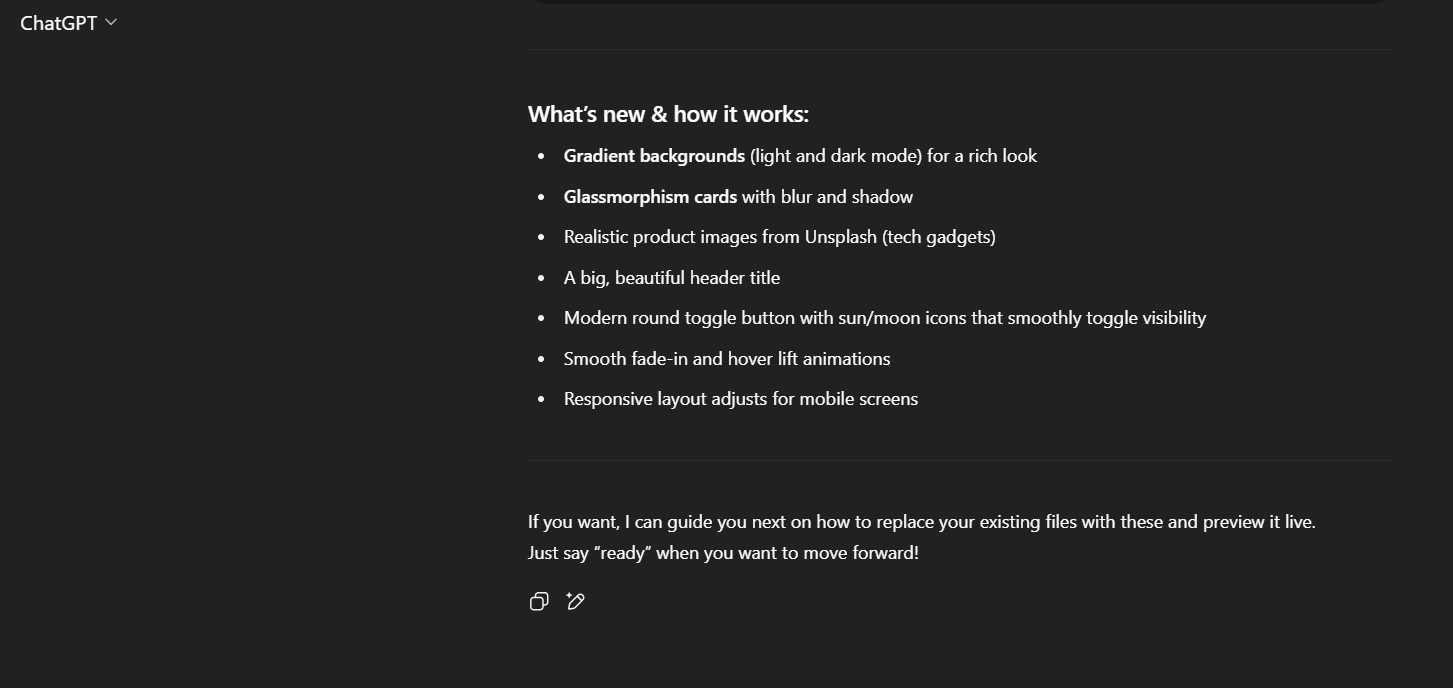 ChatGPT
What’s new & how it works:
Gradient backgrounds (light and dark mode) for a rich look
Glassmorphism cards with blur and shadow
Realistic product images from Unsplash (tech gadgets)
A big, beautiful header title
Modern round toggle button with sun/moon icons that smoothly toggle visibility
Smooth fade-in and hover lift animations
Responsive layout adjusts for mobile screens
If you want, I can guide you next on how to replace your existing files with these and preview it live.
Just say “ready” when you want to move forward!